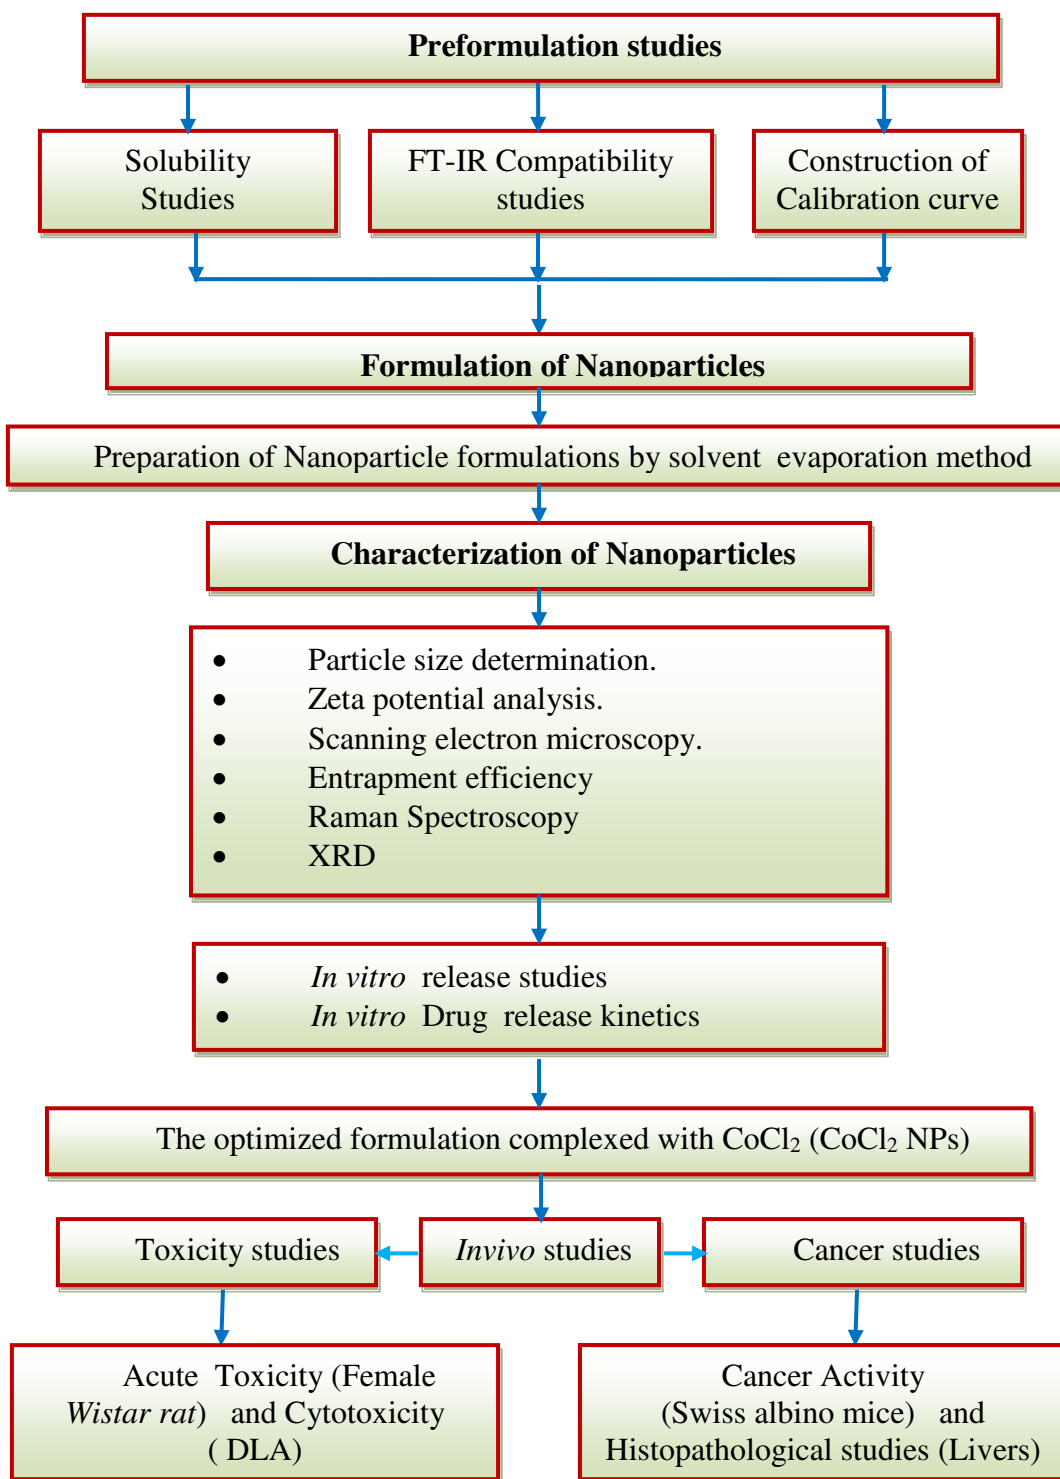 Preformulation studies
Solubility
Studies
FT-IR Compatibility
studies
Construction of
Calibration curve
Formulation of Nanoparticles
Preparation of Nanoparticle formulations by solvent evaporation method
Characterization of Nanoparticles
• Particle size determination.
• Zeta potential analysis.
• Scanning electron microscopy.
• Entrapment efficiency
• Raman Spectroscopy
• XRD
• In vitro release studies
• In vitro Drug release kinetics
The optimized formulation complexed with CoCl₂ (CoCl₂ NPs)
Toxicity studies
Invivo studies
Cancer studies
Acute Toxicity (Female
Wistar rat) and Cytotoxicity
( DLA)
Cancer Activity
(Swiss albino mice) and
Histopathological studies (Livers)